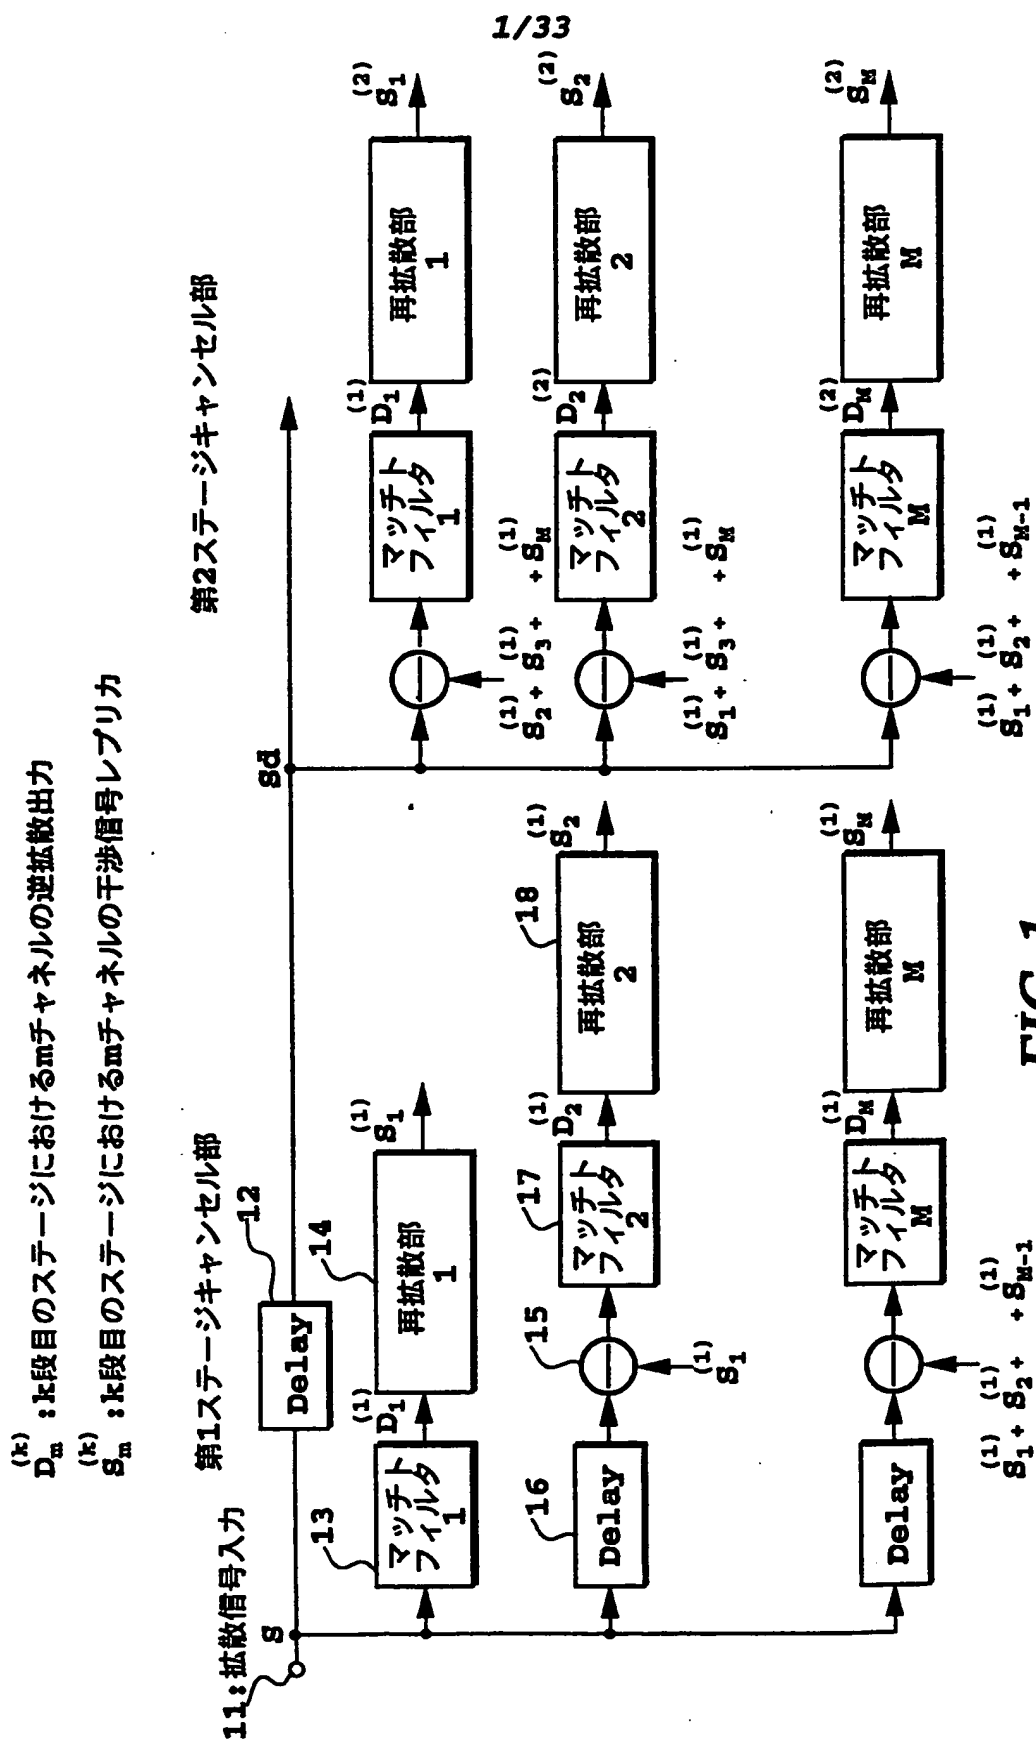 1/33
D_m^(k) :k段目のステージにおけるmチャネルの逆拡散出力
S_m^(k) :k段目のステージにおけるmチャネルの干渉信号レプリカ
第1ステージキャンセル部
第2ステージキャンセル部
11:拡散信号入力
S
12
Delay
Sd
13
マッチト
フィルタ
1
D_1^(1)
14
再拡散部
1
S_1^(1)
16
Delay
15
S_1^(1)
17
マッチト
フィルタ
2
D_2^(1)
18
再拡散部
2
S_2^(1)
Delay
S_1^(1) + S_2^(1) + + S_M-1^(1)
マッチト
フィルタ
M
D_M^(1)
再拡散部
M
S_M^(1)
S_2^(1) + S_3^(1) + + S_M^(1)
マッチト
フィルタ
1
D_1^(1)
再拡散部
1
S_1^(2)
S_1^(1) + S_3^(1) + + S_M^(1)
マッチト
フィルタ
2
D_2^(2)
再拡散部
2
S_2^(2)
S_1^(1) + S_2^(1) + + S_M-1^(1)
マッチト
フィルタ
M
D_M^(2)
再拡散部
M
S_M^(2)
FIG.1